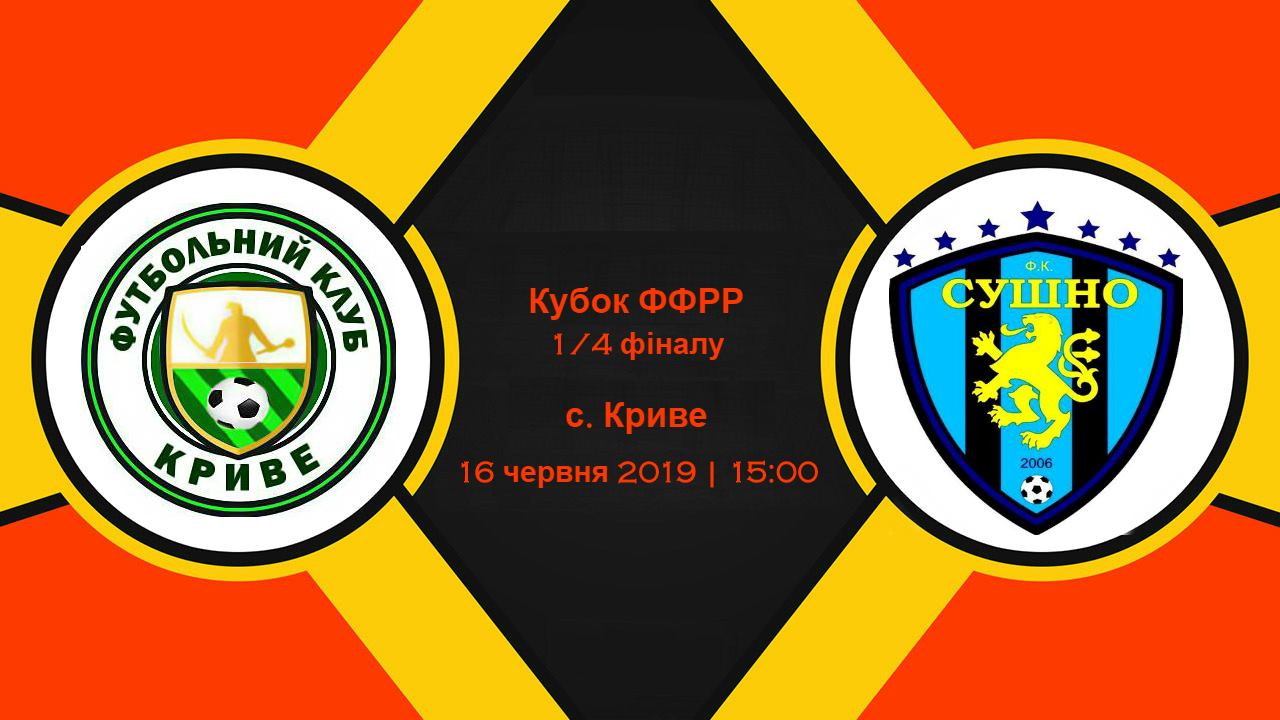 ФУТБОЛЬНИЙ КЛУБ
КРИВЕ
Кубок ФФРР
1/4 фіналу
с. Криве
16 червня 2019 | 15:00
Ф.К.
СУШНО
2006